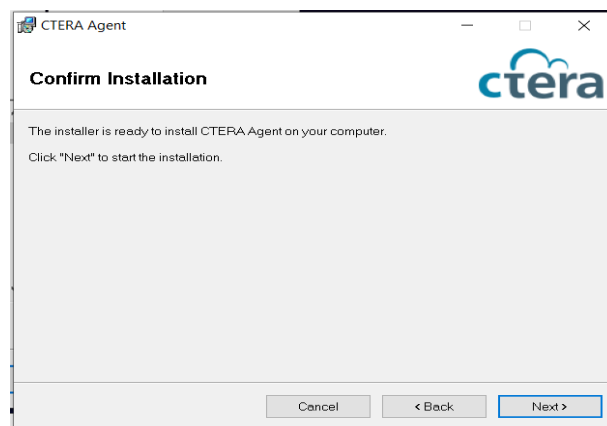 CTERA Agent
Confirm Installation
ctera
The installer is ready to install CTERA Agent on your computer.
Click "Next" to start the installation.
Cancel
< Back
Next >